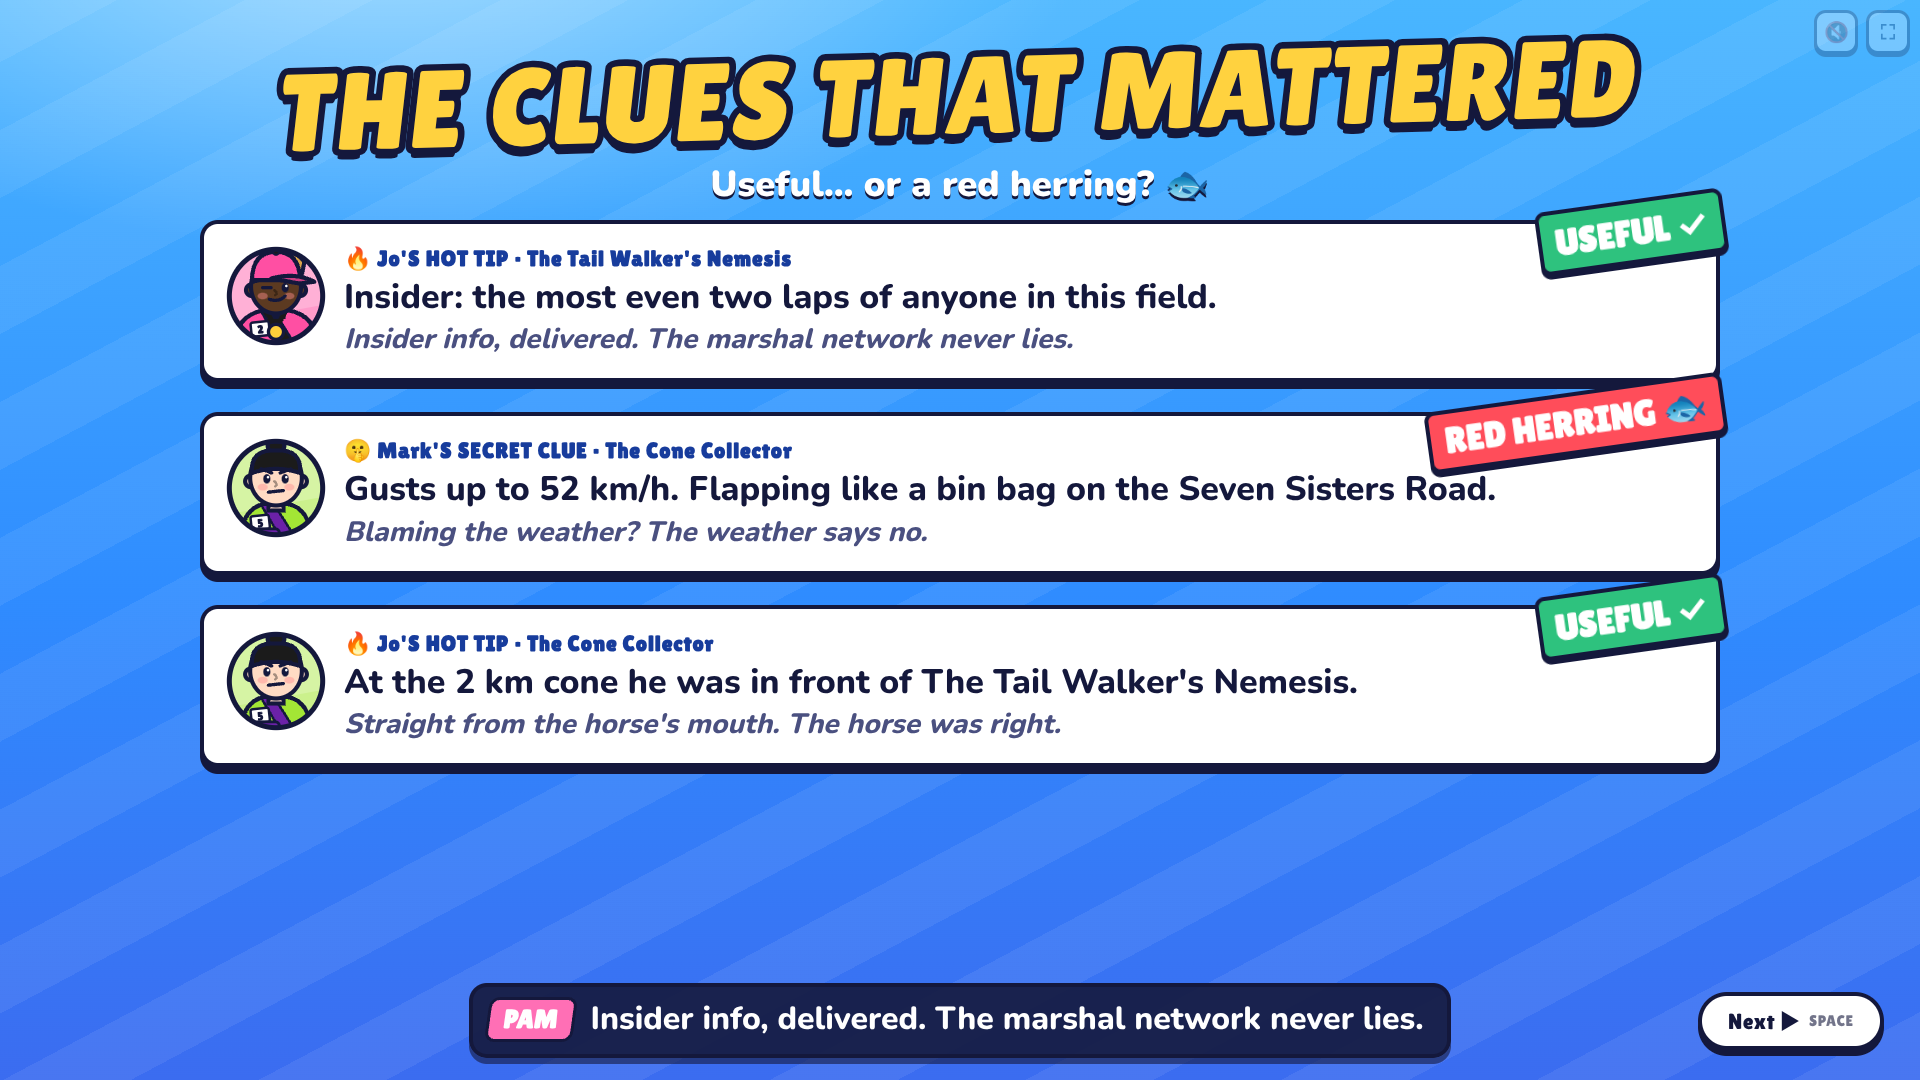 THE CLUES THAT MATTERED
Useful... or a red herring? 🐟
USEFUL ✓
🔥 Jo'S HOT TIP · The Tail Walker's Nemesis
Insider: the most even two laps of anyone in this field.
Insider info, delivered. The marshal network never lies.
2
RED HERRING 🐟
🤫 Mark'S SECRET CLUE · The Cone Collector
Gusts up to 52 km/h. Flapping like a bin bag on the Seven Sisters Road.
Blaming the weather? The weather says no.
5
USEFUL ✓
🔥 Jo'S HOT TIP · The Cone Collector
At the 2 km cone he was in front of The Tail Walker's Nemesis.
Straight from the horse's mouth. The horse was right.
5
PAM Insider info, delivered. The marshal network never lies.
Next ▶ SPACE